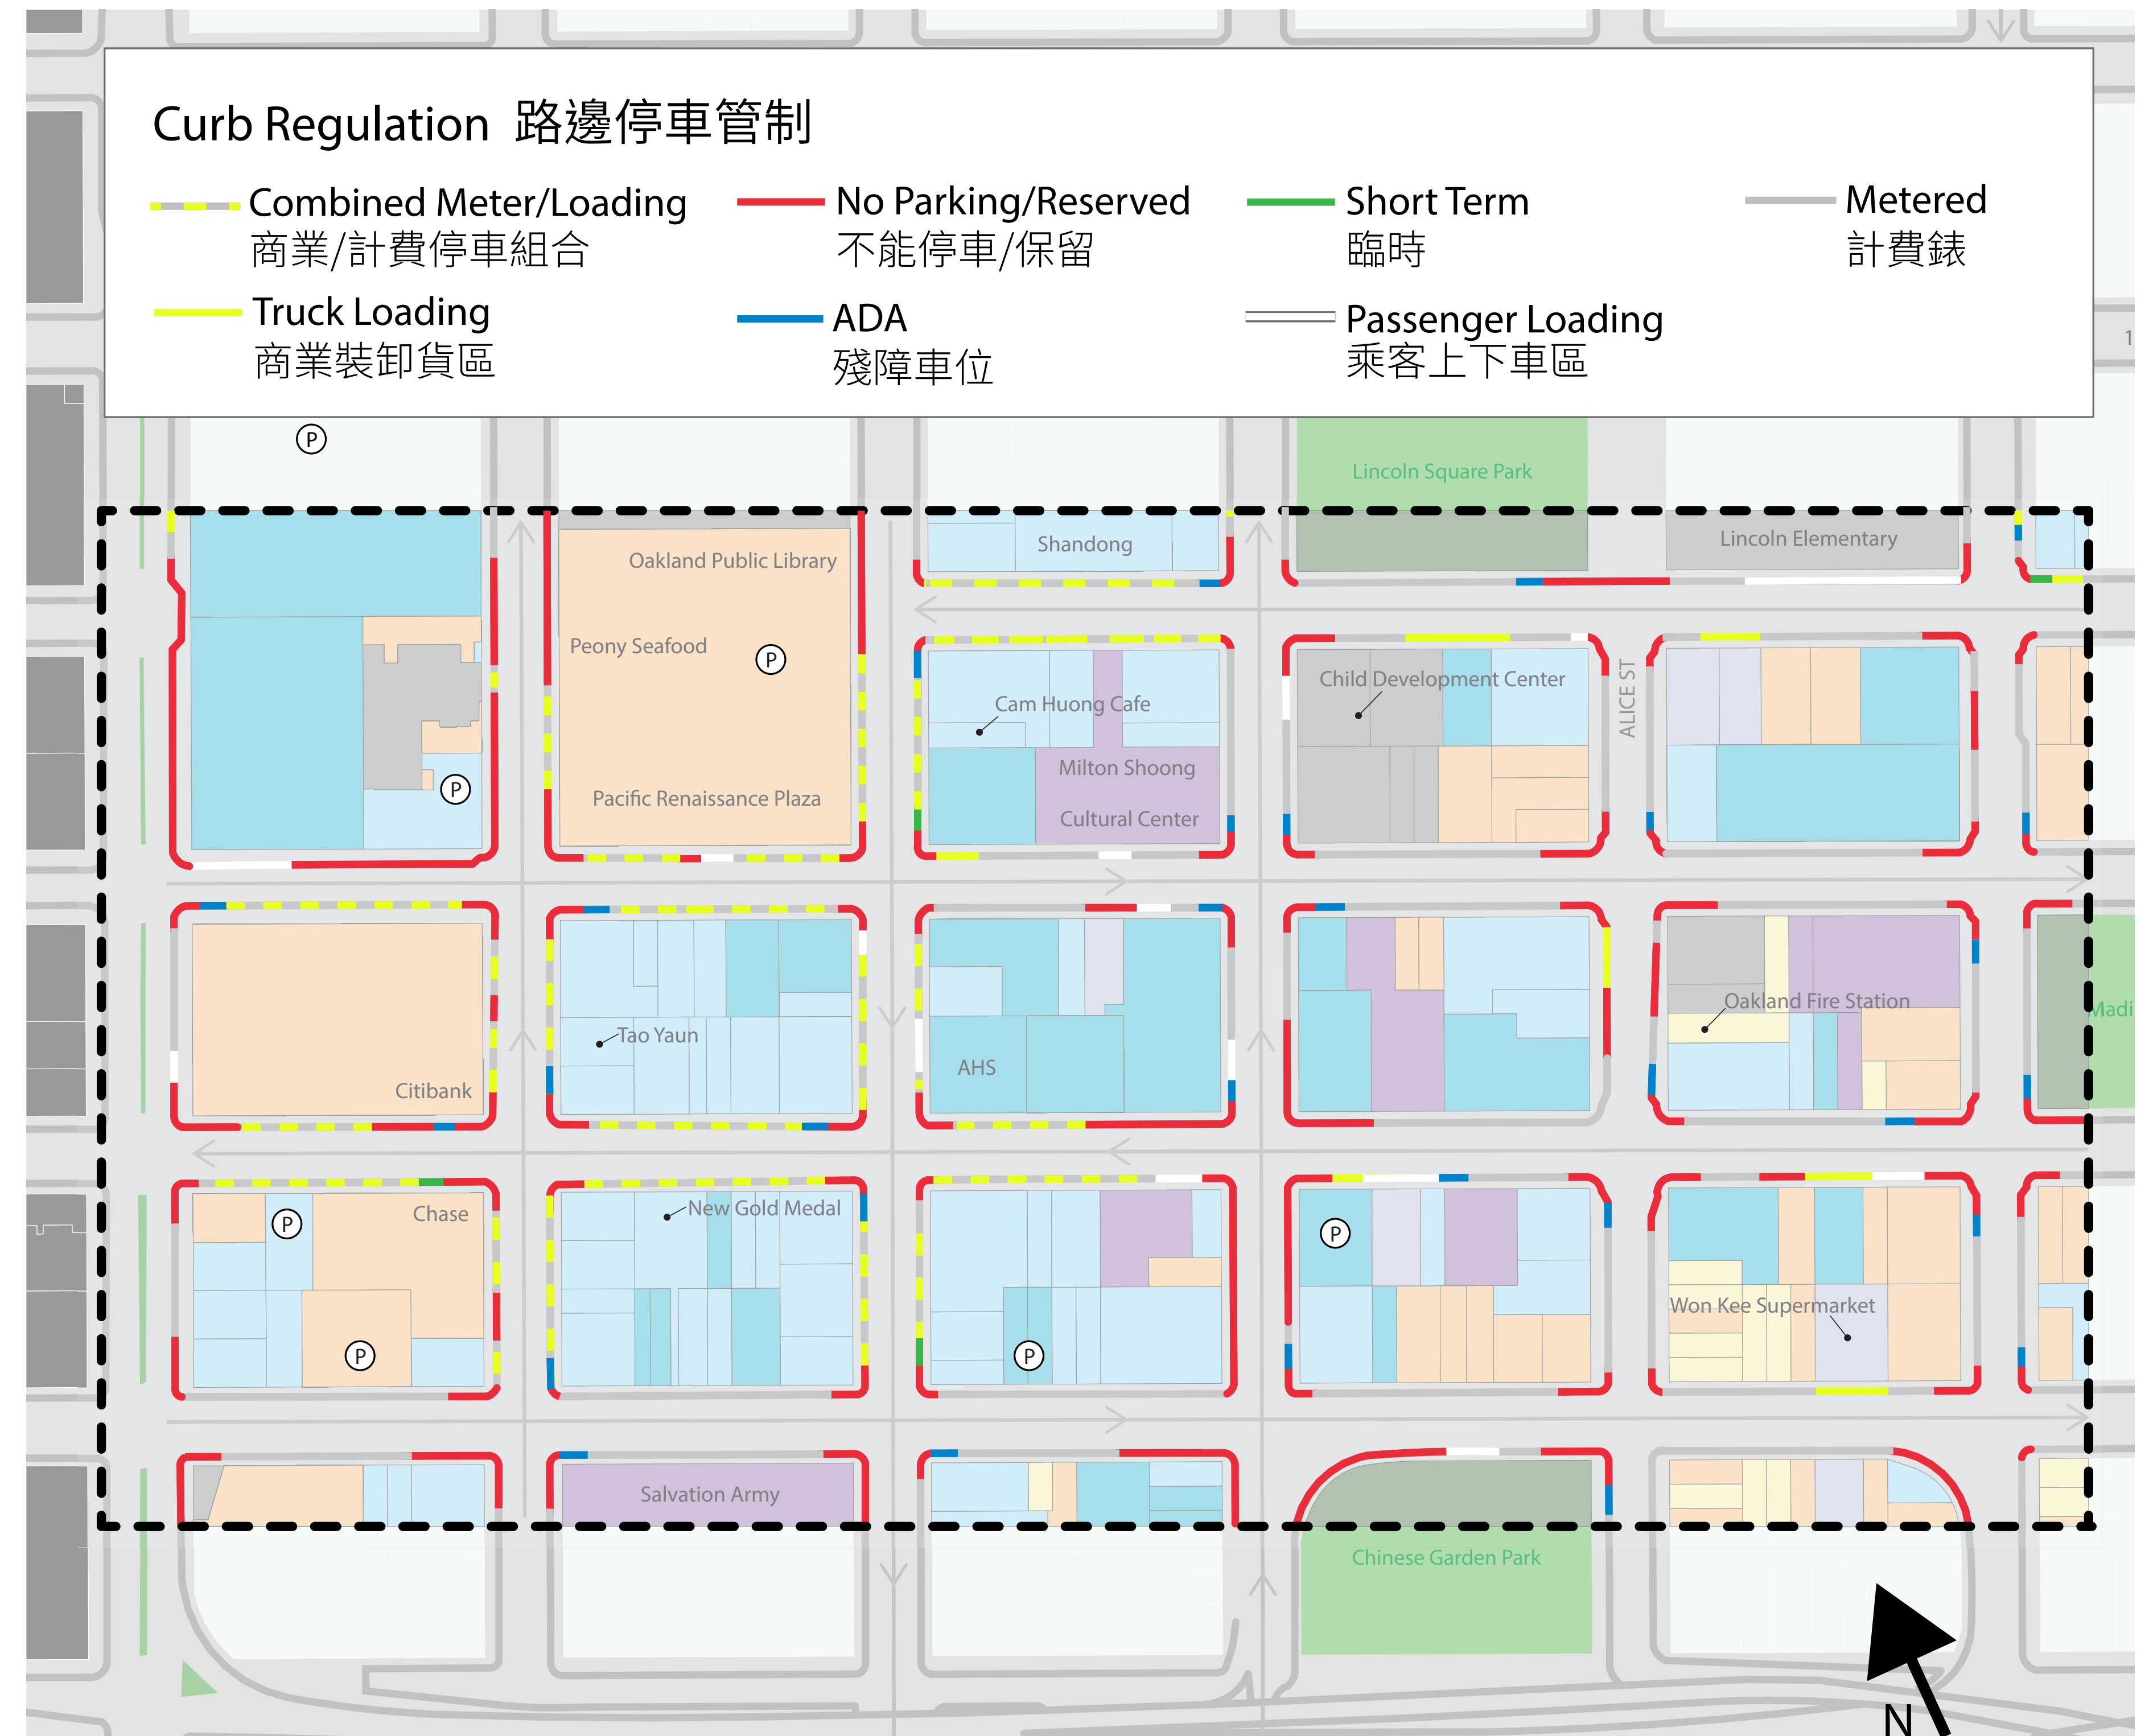 Curb Regulation 路邊停車管制
Combined Meter/Loading
商業/計費停車組合
No Parking/Reserved
不能停車/保留
Short Term
臨時
Metered
計費錶
Truck Loading
商業裝卸貨區
ADA
殘障車位
Passenger Loading
乘客上下車區
1
P
Lincoln Square Park
Oakland Public Library
Shandong
Lincoln Elementary
Peony Seafood
P
Cam Huong Cafe
Child Development Center
ALICE ST
Milton Shoong
Cultural Center
P
Pacific Renaissance Plaza
Oakland Fire Station
Madi
Tao Yaun
AHS
Citibank
P
Chase
New Gold Medal
P
Won Kee Supermarket
P
P
Salvation Army
Chinese Garden Park
N